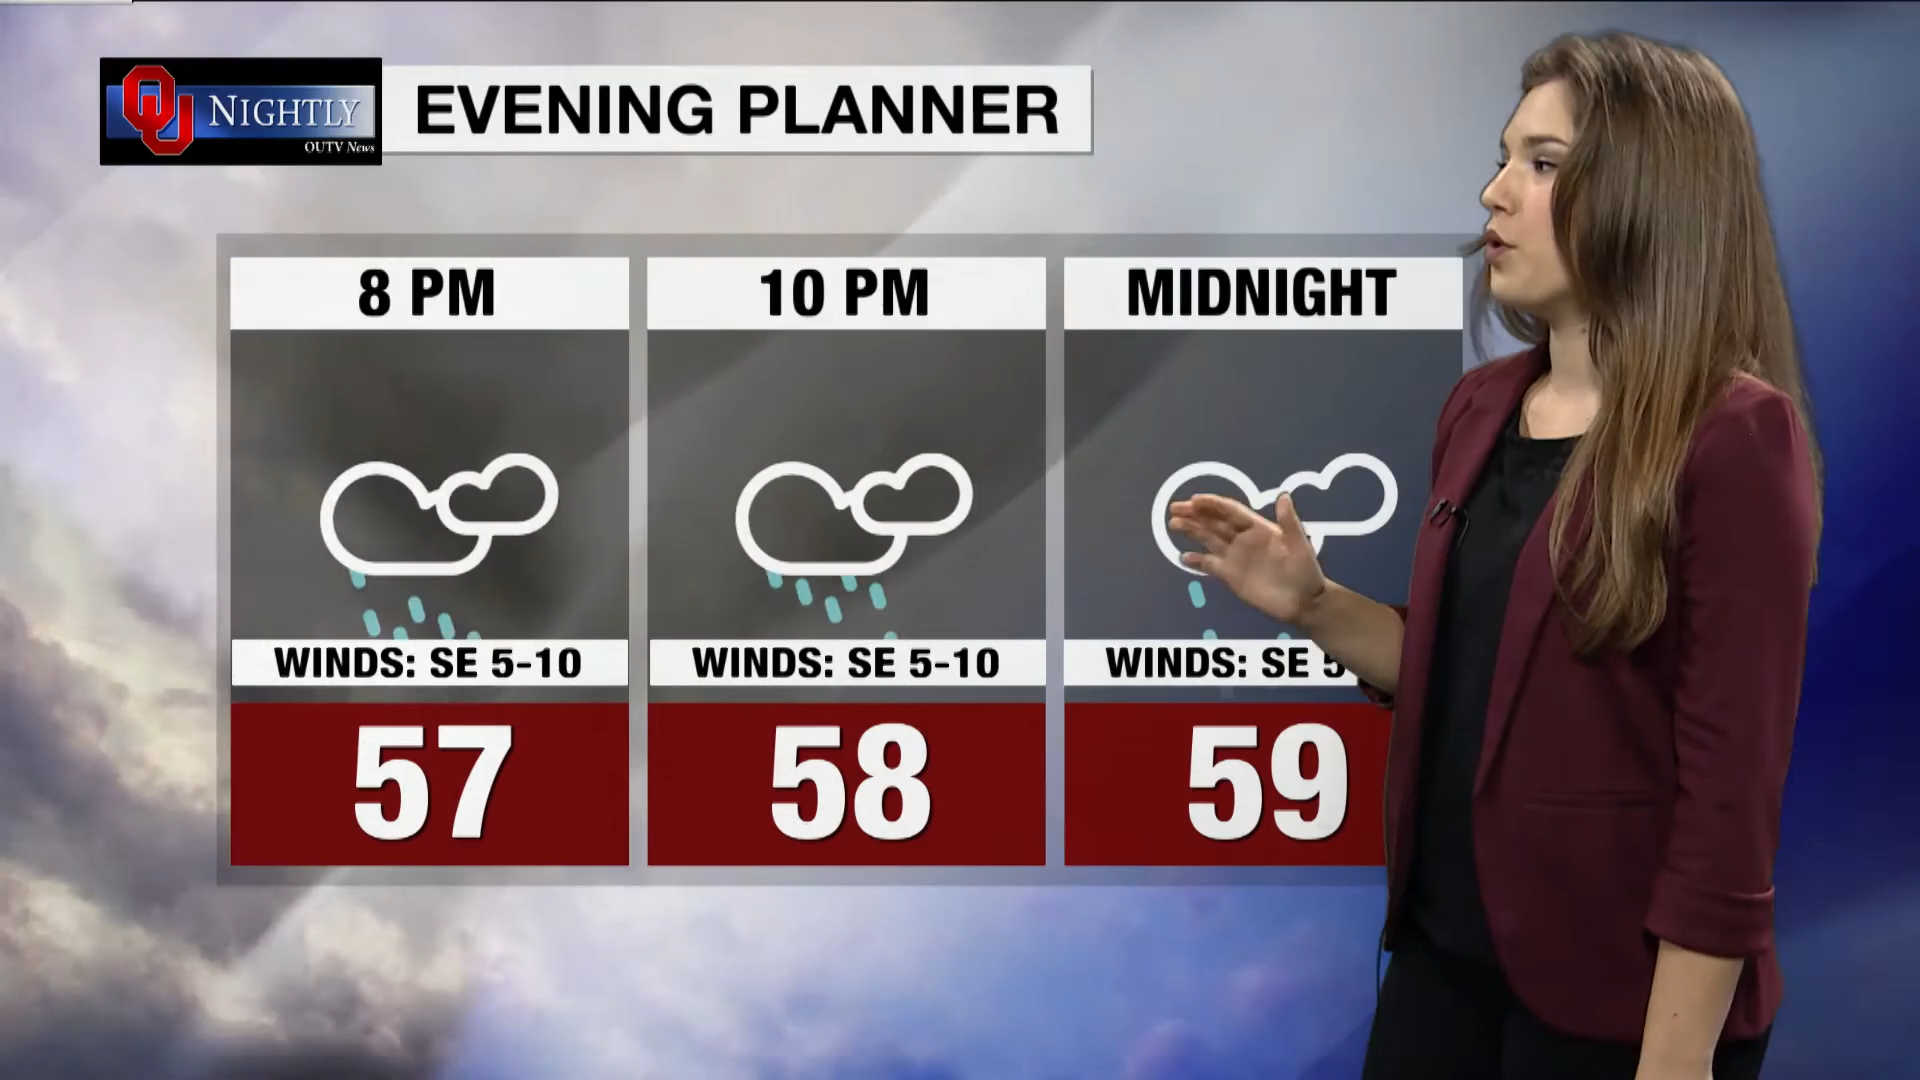 OU NIGHTLY
OUTV News
EVENING PLANNER
8 PM
10 PM
MIDNIGHT
WINDS: SE 5-10
WINDS: SE 5-10
WINDS: SE 5
57
58
59